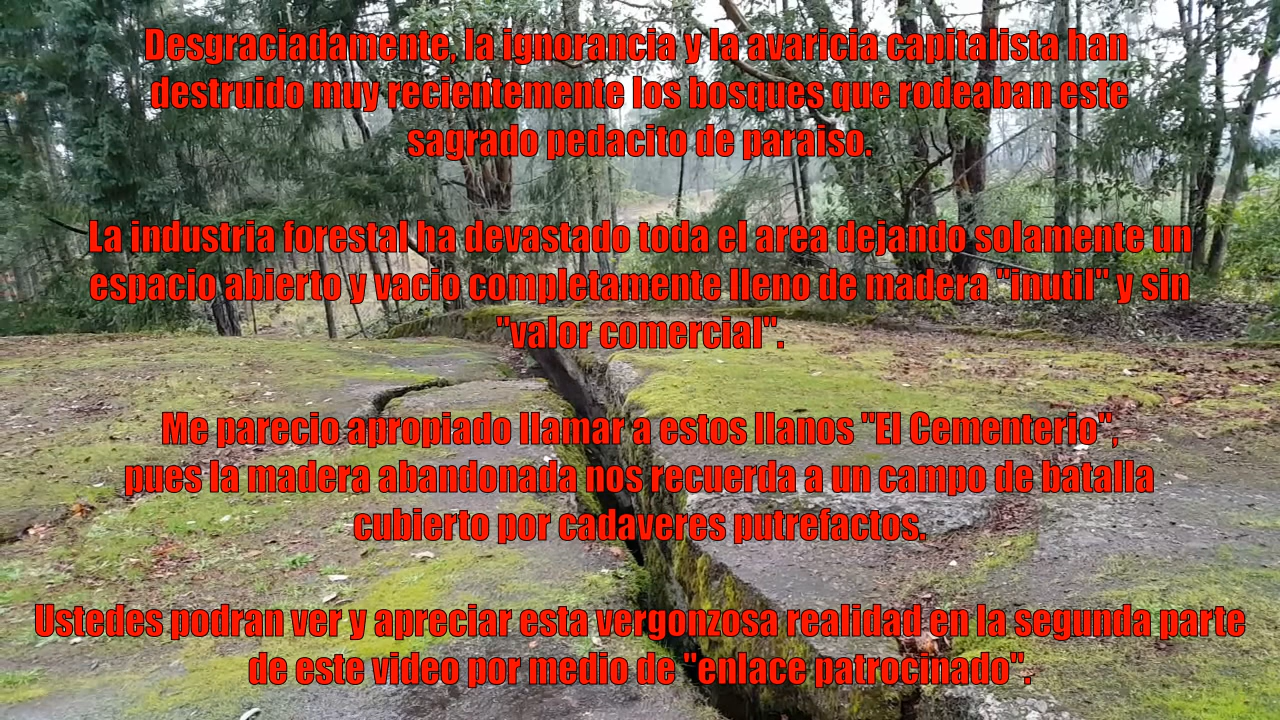 Desgraciadamente, la ignorancia y la avaricia capitalista han
destruido muy recientemente los bosques que rodeaban este
sagrado pedacito de paraiso.
La industria forestal ha devastado toda el area dejando solamente un
espacio abierto y vacio completamente lleno de madera "inutil" y sin
"valor comercial".
Me parecio apropiado llamar a estos llanos "El Cementerio",
pues la madera abandonada nos recuerda a un campo de batalla
cubierto por cadaveres putrefactos.
Ustedes podran ver y apreciar esta vergonzosa realidad en la segunda parte
de este video por medio de "enlace patrocinado".